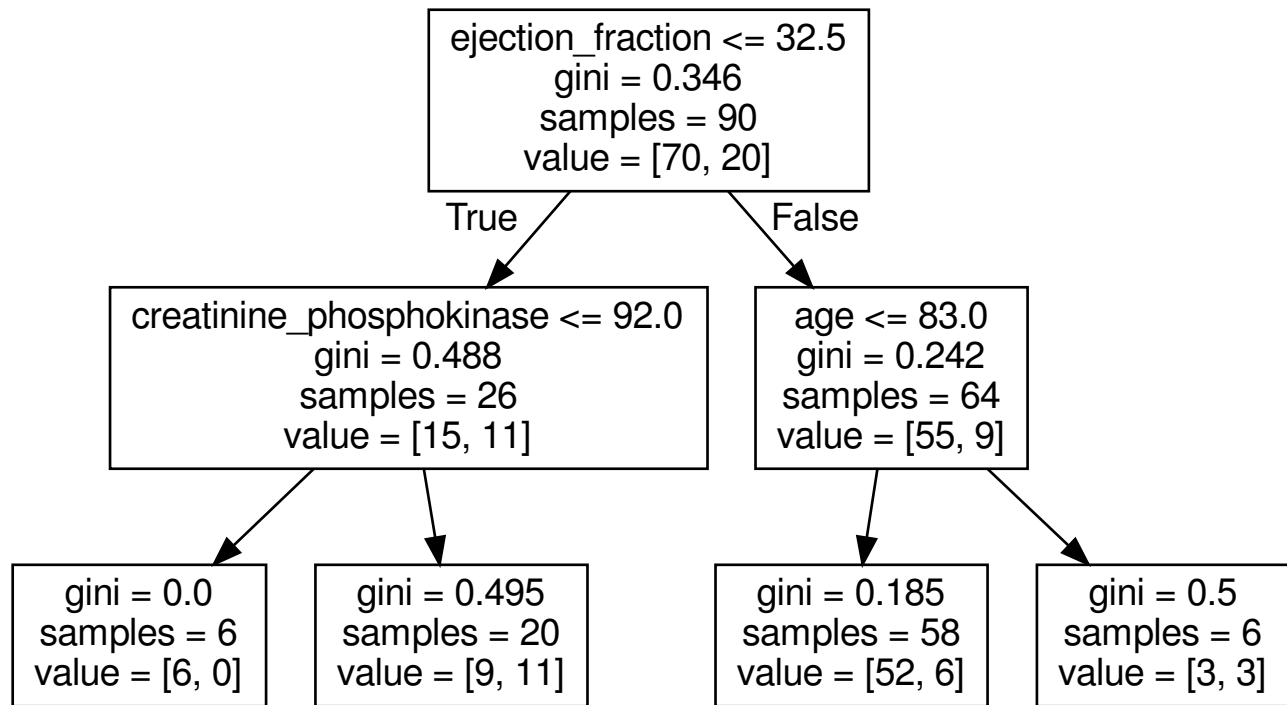 ejection_fraction <= 32.5
gini = 0.346
samples = 90
value = [70, 20]
True
False
creatinine_phosphokinase <= 92.0
gini = 0.488
samples = 26
value = [15, 11]
age <= 83.0
gini = 0.242
samples = 64
value = [55, 9]
gini = 0.0
samples = 6
value = [6, 0]
gini = 0.495
samples = 20
value = [9, 11]
gini = 0.185
samples = 58
value = [52, 6]
gini = 0.5
samples = 6
value = [3, 3]